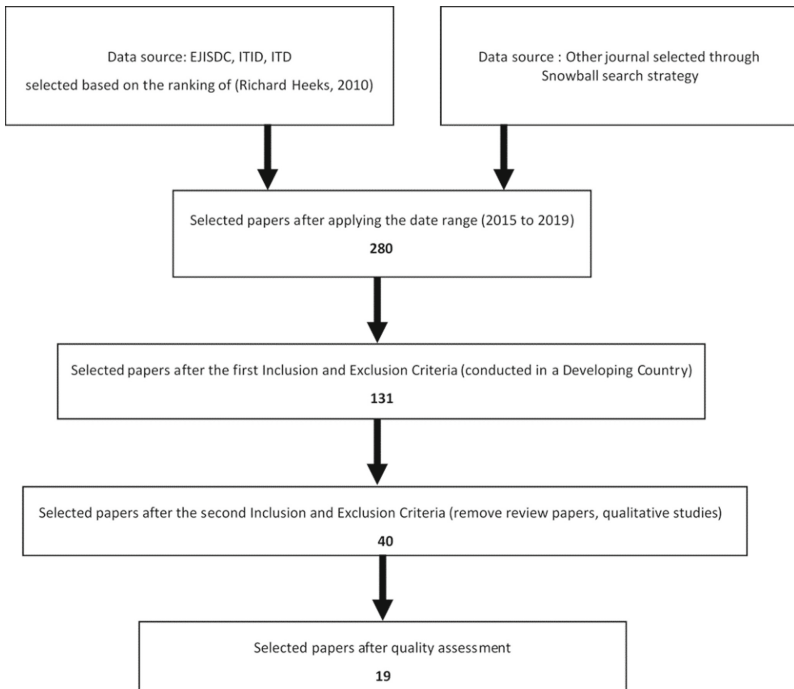 Data source: EJISDC, ITID, ITD
selected based on the ranking of (Richard Heeks, 2010)
Data source : Other journal selected through
Snowball search strategy
Selected papers after applying the date range (2015 to 2019)
280
Selected papers after the first Inclusion and Exclusion Criteria (conducted in a Developing Country)
131
Selected papers after the second Inclusion and Exclusion Criteria (remove review papers, qualitative studies)
40
Selected papers after quality assessment
19